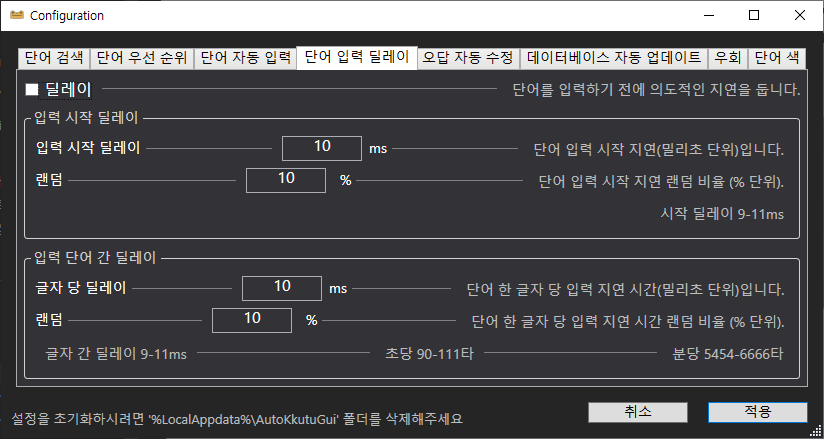 Configuration
단어 검색 단어 우선 순위 단어 자동 입력 단어 입력 딜레이 오답 자동 수정 데이터베이스 자동 업데이트 우회 단어 색
딜레이 단어를 입력하기 전에 의도적인 지연을 둡니다.
입력 시작 딜레이
입력 시작 딜레이 10 ms 단어 입력 시작 지연(밀리초 단위)입니다.
랜덤 10 % 단어 입력 시작 지연 랜덤 비율 (% 단위).
시작 딜레이 9-11ms
입력 단어 간 딜레이
글자 당 딜레이 10 ms 단어 한 글자 당 입력 지연 시간(밀리초 단위)입니다.
랜덤 10 % 단어 한 글자 당 입력 지연 시간 랜덤 비율 (% 단위).
글자 간 딜레이 9-11ms 초당 90-111타 분당 5454-6666타
설정을 초기화하시려면 '%LocalAppdata%\AutoKkutuGui' 폴더를 삭제해주세요 취소 적용